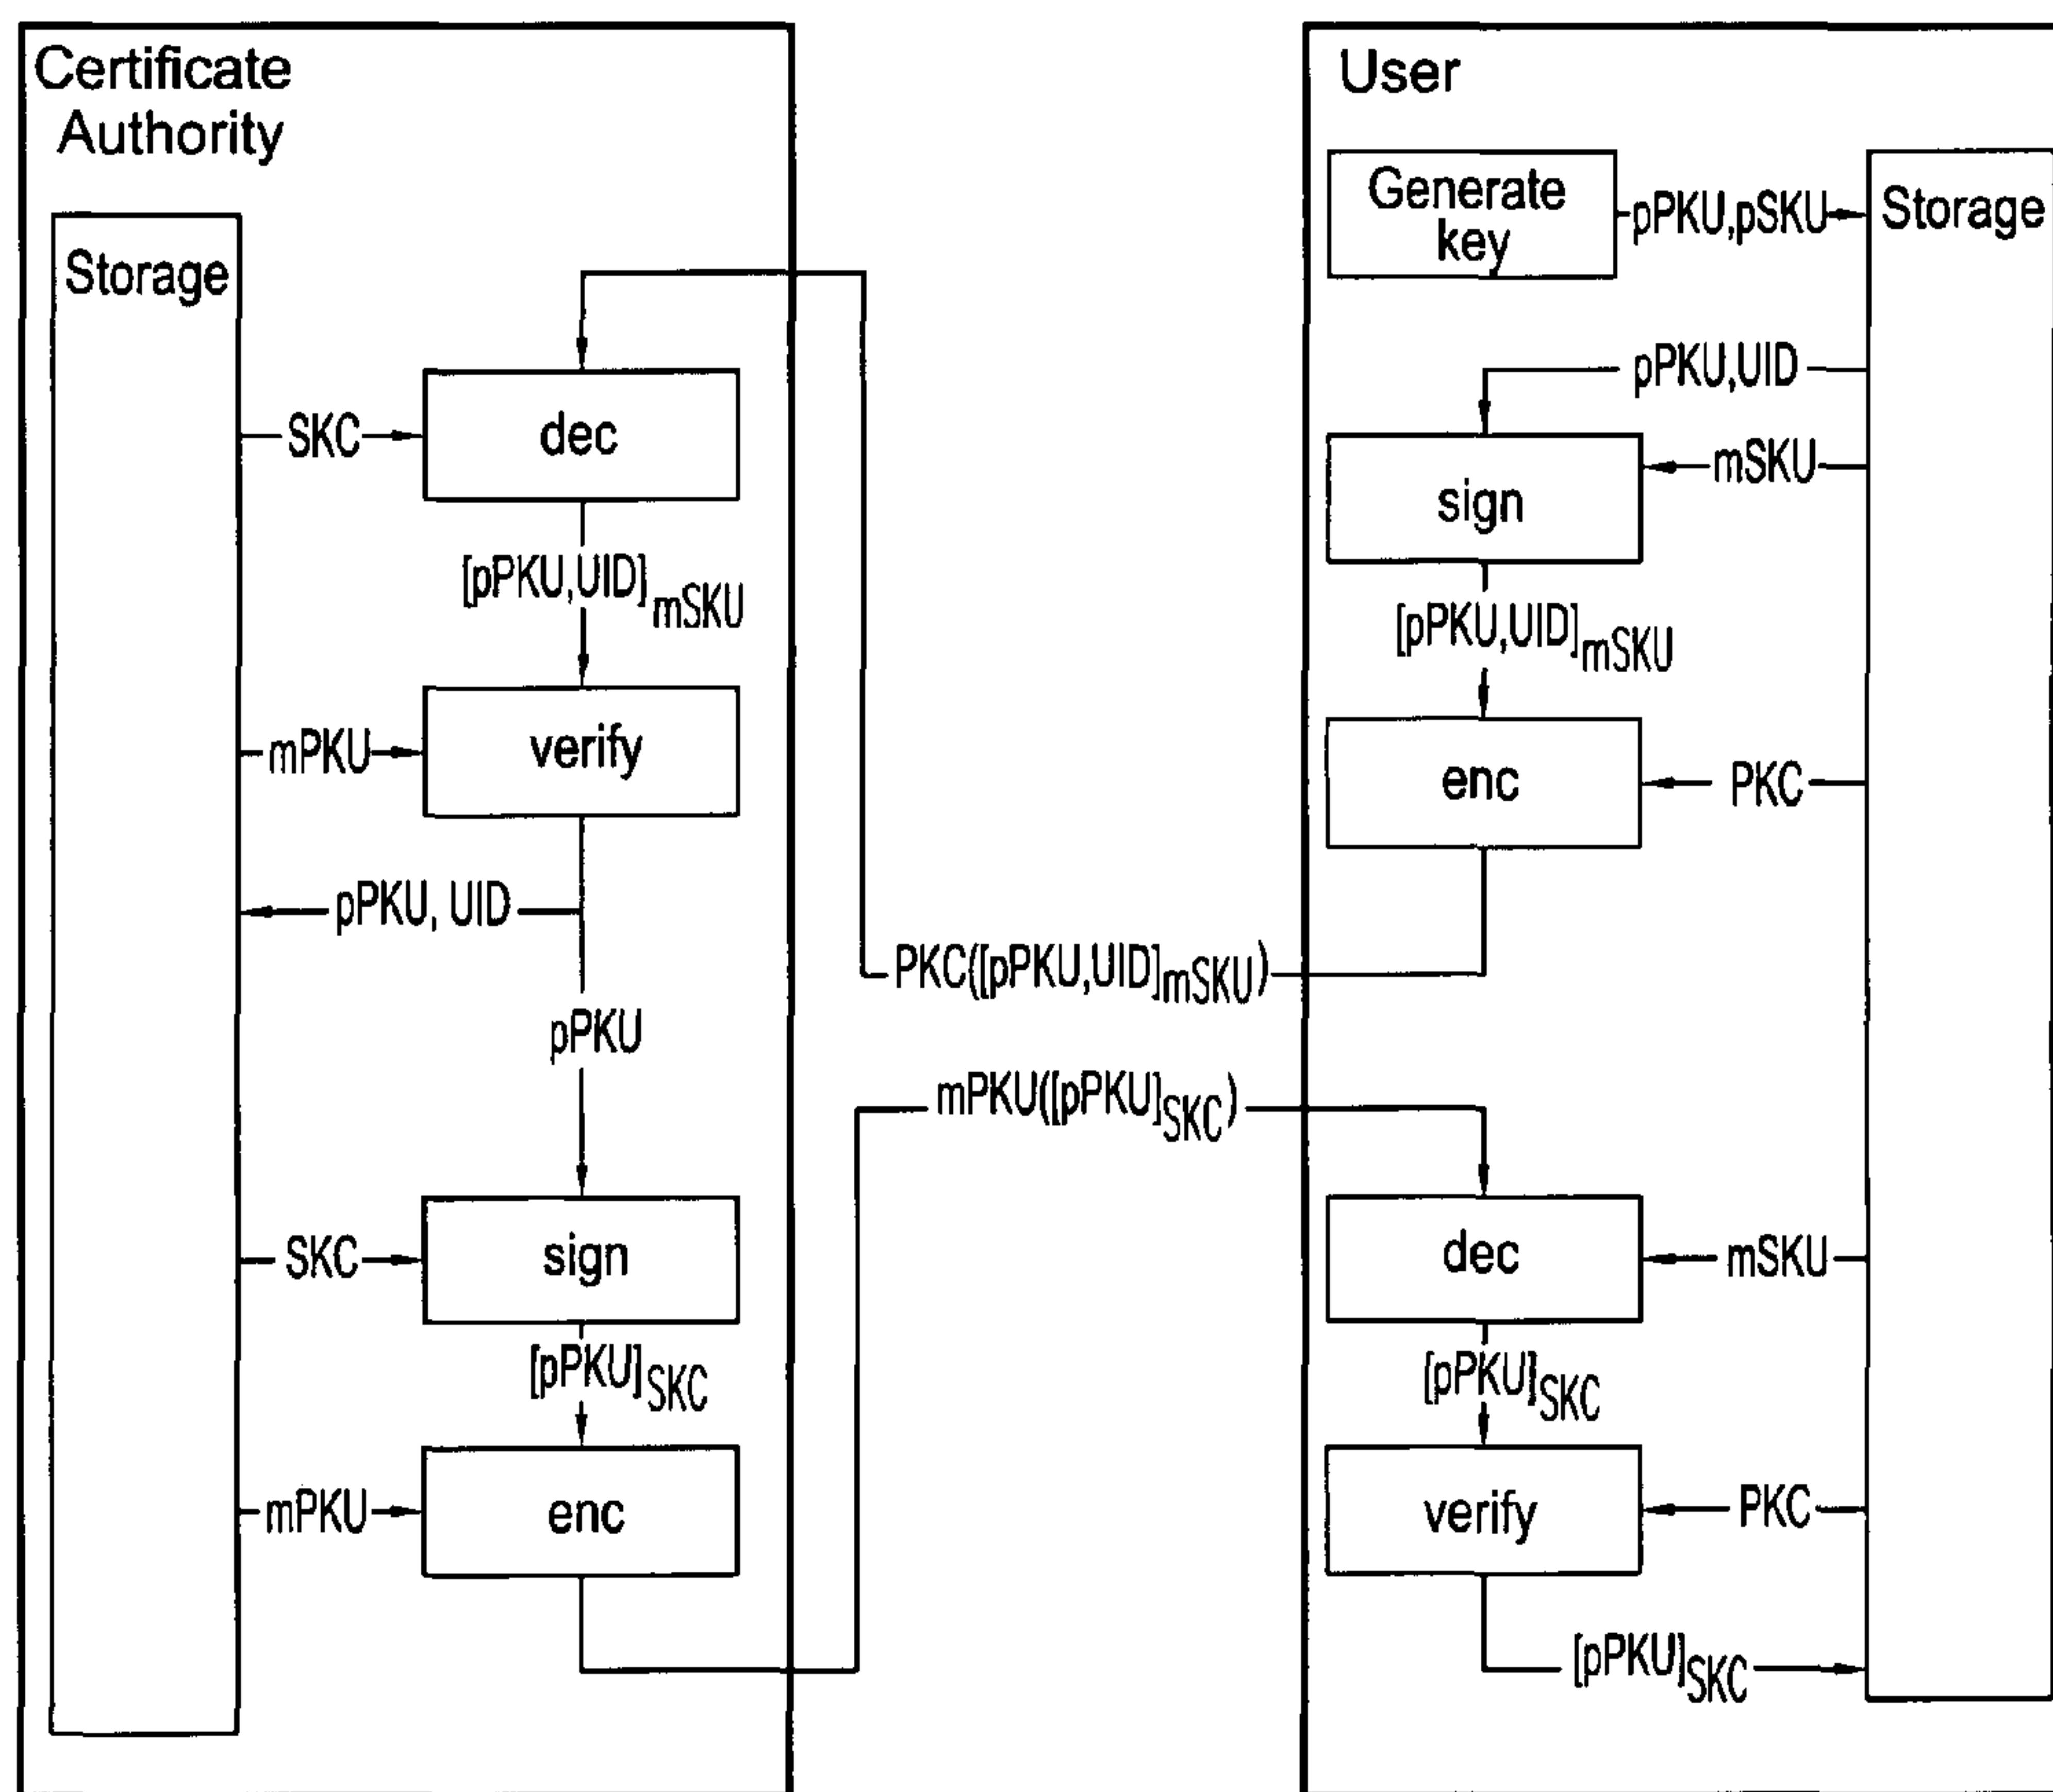 Certificate
Authority
Storage
SKC
dec
[pPKU,UID]mSKU
mPKU
verify
pPKU, UID
pPKU
SKC
sign
[pPKU]SKC
mPKU
enc
PKC([pPKU,UID]mSKU)
mPKU([pPKU]SKC)
User
Generate
key
pPKU,pSKU
Storage
pPKU,UID
mSKU
sign
[pPKU,UID]mSKU
enc
PKC
dec
mSKU
[pPKU]SKC
verify
PKC
[pPKU]SKC